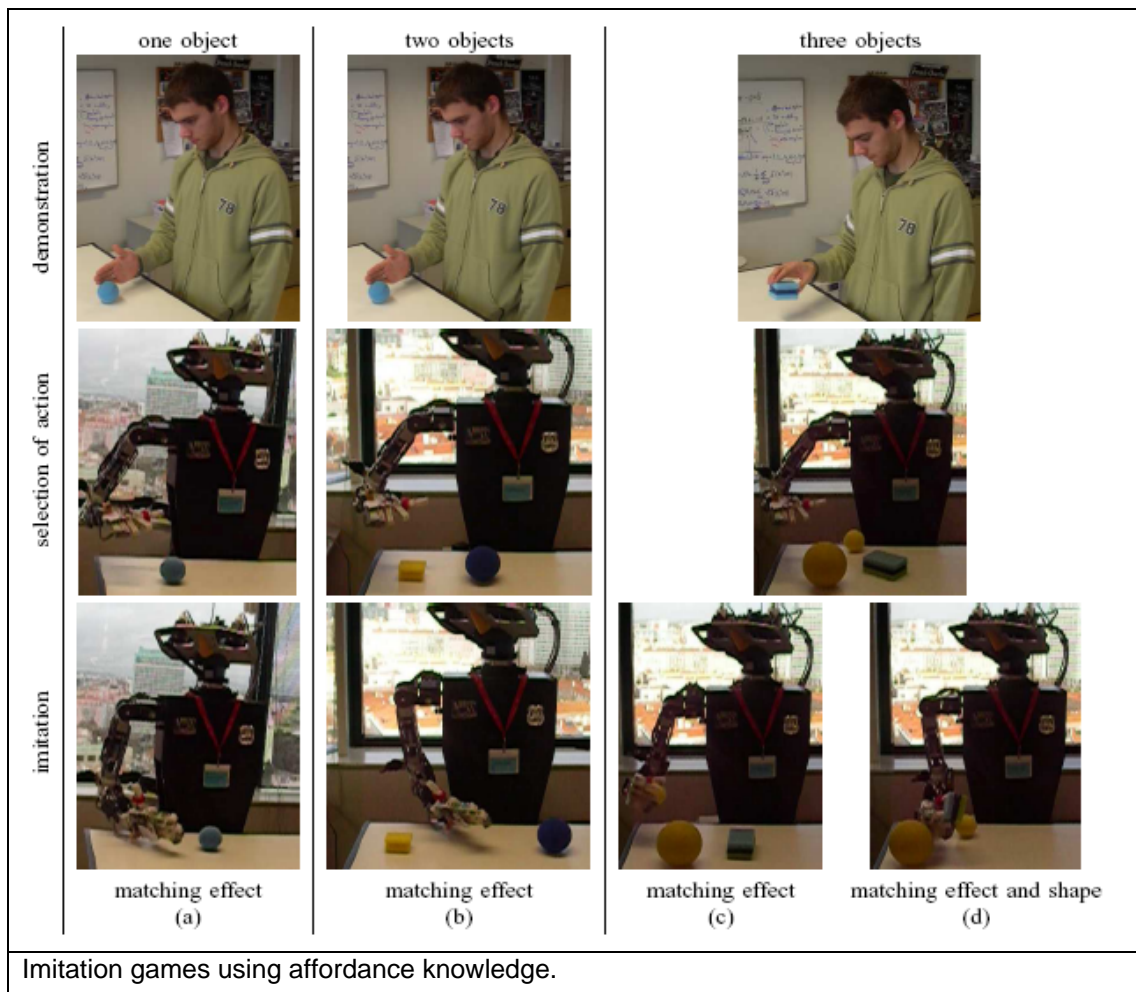 one object two objects three objects
demonstration
78 78 78
selection of action
imitation
matching effect matching effect matching effect matching effect and shape
(a) (b) (c) (d)
Imitation games using affordance knowledge.